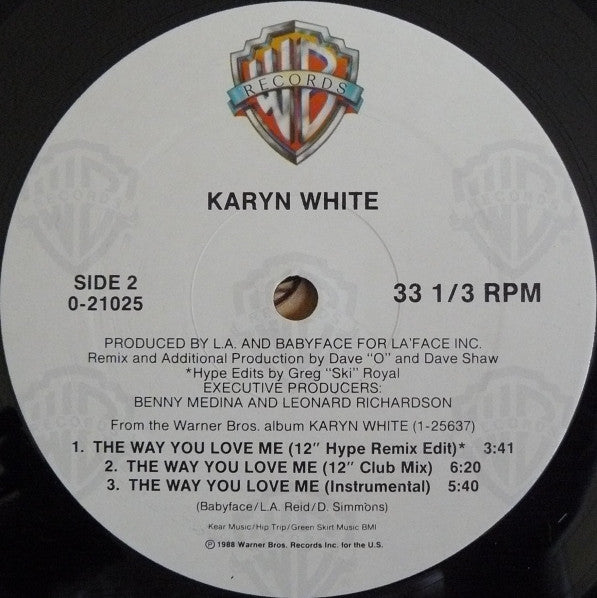 WB
RECORDS
KARYN WHITE
SIDE 2
0-21025
33 1/3 RPM
PRODUCED BY L.A. AND BABYFACE FOR LA'FACE INC.
Remix and Additional Production by Dave "O" and Dave Shaw
*Hype Edits by Greg "Ski" Royal
EXECUTIVE PRODUCERS:
BENNY MEDINA AND LEONARD RICHARDSON
From the Warner Bros. album KARYN WHITE (1-25637)
1. THE WAY YOU LOVE ME (12" Hype Remix Edit)* 3:41
2. THE WAY YOU LOVE ME (12" Club Mix) 6:20
3. THE WAY YOU LOVE ME (Instrumental) 5:40
(Babyface/L.A. Reid/D. Simmons)
Kear Music/Hip Trip/Green Skirt Music BMI
℗ 1988 Warner Bros. Records Inc. for the U.S.